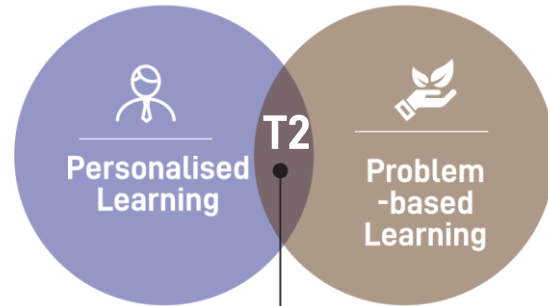 Personalised
Learning
T2
Problem
-based
Learning